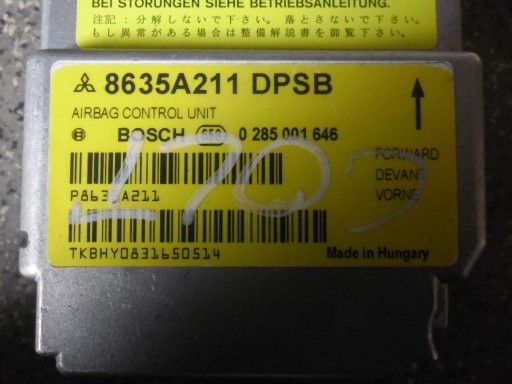 BEI STÖRUNGEN SIEHE BETRIEBSANLEITUNG.
注記：分解しないで下さい。落とさないで下さい。
もし異常がある場合は整備解説書を御覧下さい。
8635A211 DPSB
AIRBAG CONTROL UNIT
BOSCH 0 285 001 646
FORWARD
DEVANT
VORNE
P8635A211
TKBHY0831650514
Made in Hungary